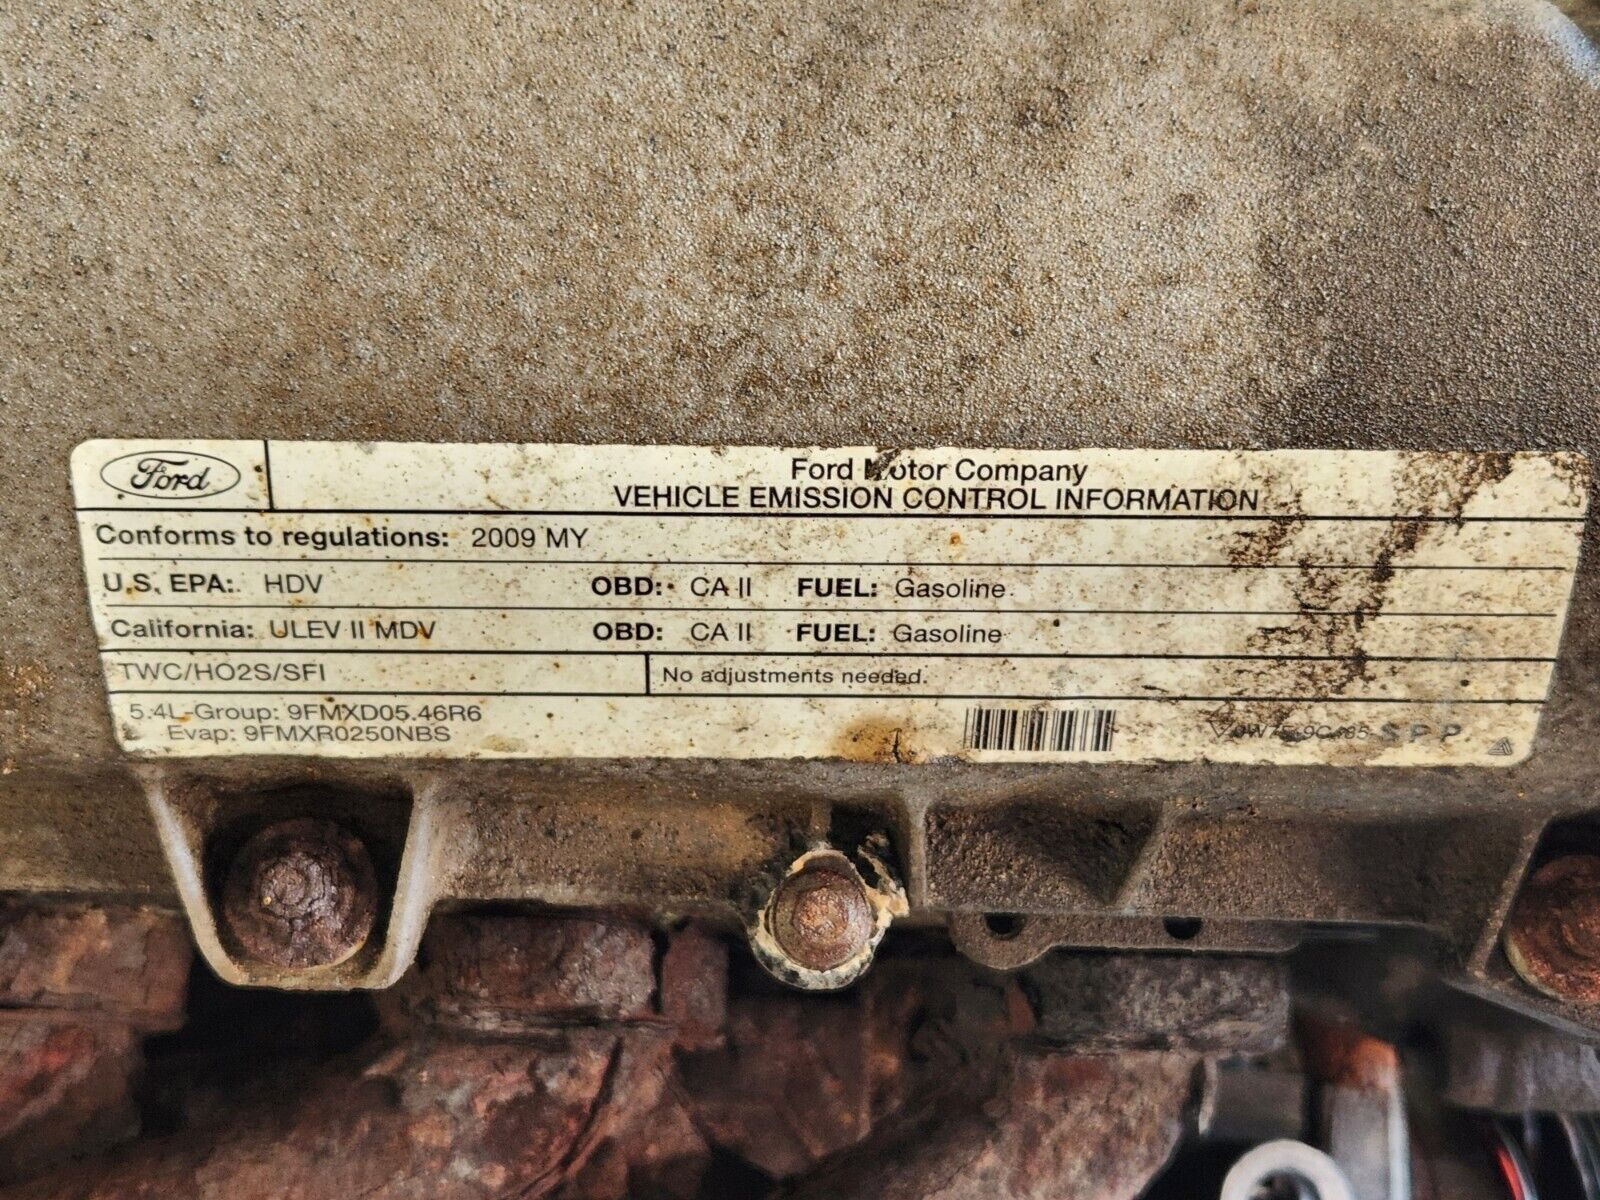 Ford
Ford Motor Company
VEHICLE EMISSION CONTROL INFORMATION
Conforms to regulations: 2009 MY
U.S. EPA: HDV OBD: CA II FUEL: Gasoline
California: ULEV II MDV OBD: CA II FUEL: Gasoline
TWC/HO2S/SFI No adjustments needed.
5.4L-Group: 9FMXD05.46R6
Evap: 9FMXR0250NBS
SPP